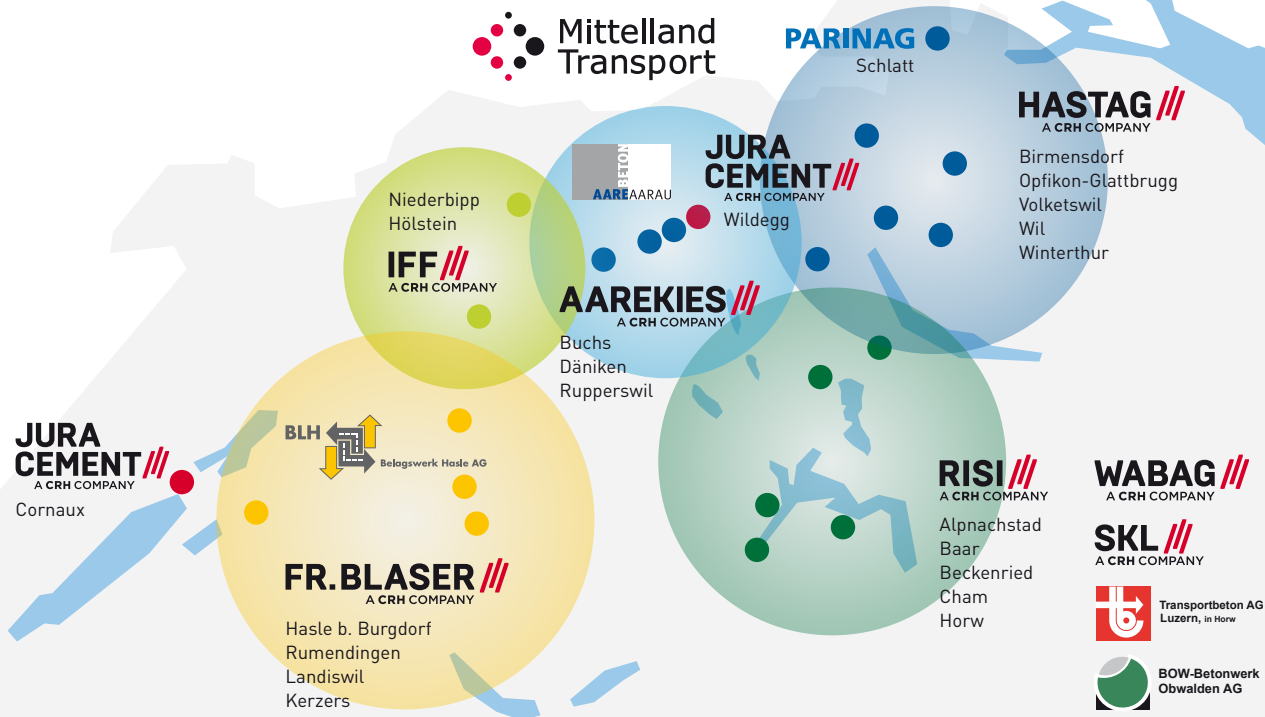 Mittelland
Transport
PARINAG
Schlatt
HASTAG
A CRH COMPANY
Birmensdorf
Opfikon-Glattbrugg
Volketswil
Wil
Winterthur
BETON
AAREAARAU
JURA
CEMENT
A CRH COMPANY
Wildegg
Niederbipp
Hölstein
IFF
A CRH COMPANY
AAREKIES
A CRH COMPANY
Buchs
Däniken
Rupperswil
JURA
CEMENT
A CRH COMPANY
Cornaux
BLH
Belagswerk Hasle AG
FR.BLASER
A CRH COMPANY
Hasle b. Burgdorf
Rumendingen
Landiswil
Kerzers
RISI
A CRH COMPANY
Alpnachstad
Baar
Beckenried
Cham
Horw
WABAG
A CRH COMPANY
SKL
A CRH COMPANY
tb
Transportbeton AG
Luzern, in Horw
BOW-Betonwerk
Obwalden AG